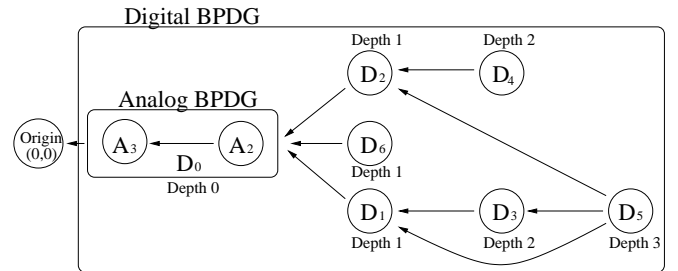 Digital BPDG
Depth 1
Depth 2
D2
D4
Analog BPDG
Origin
(0,0)
A3
A2
D0
Depth 0
D6
Depth 1
D1
D3
D5
Depth 1
Depth 2
Depth 3